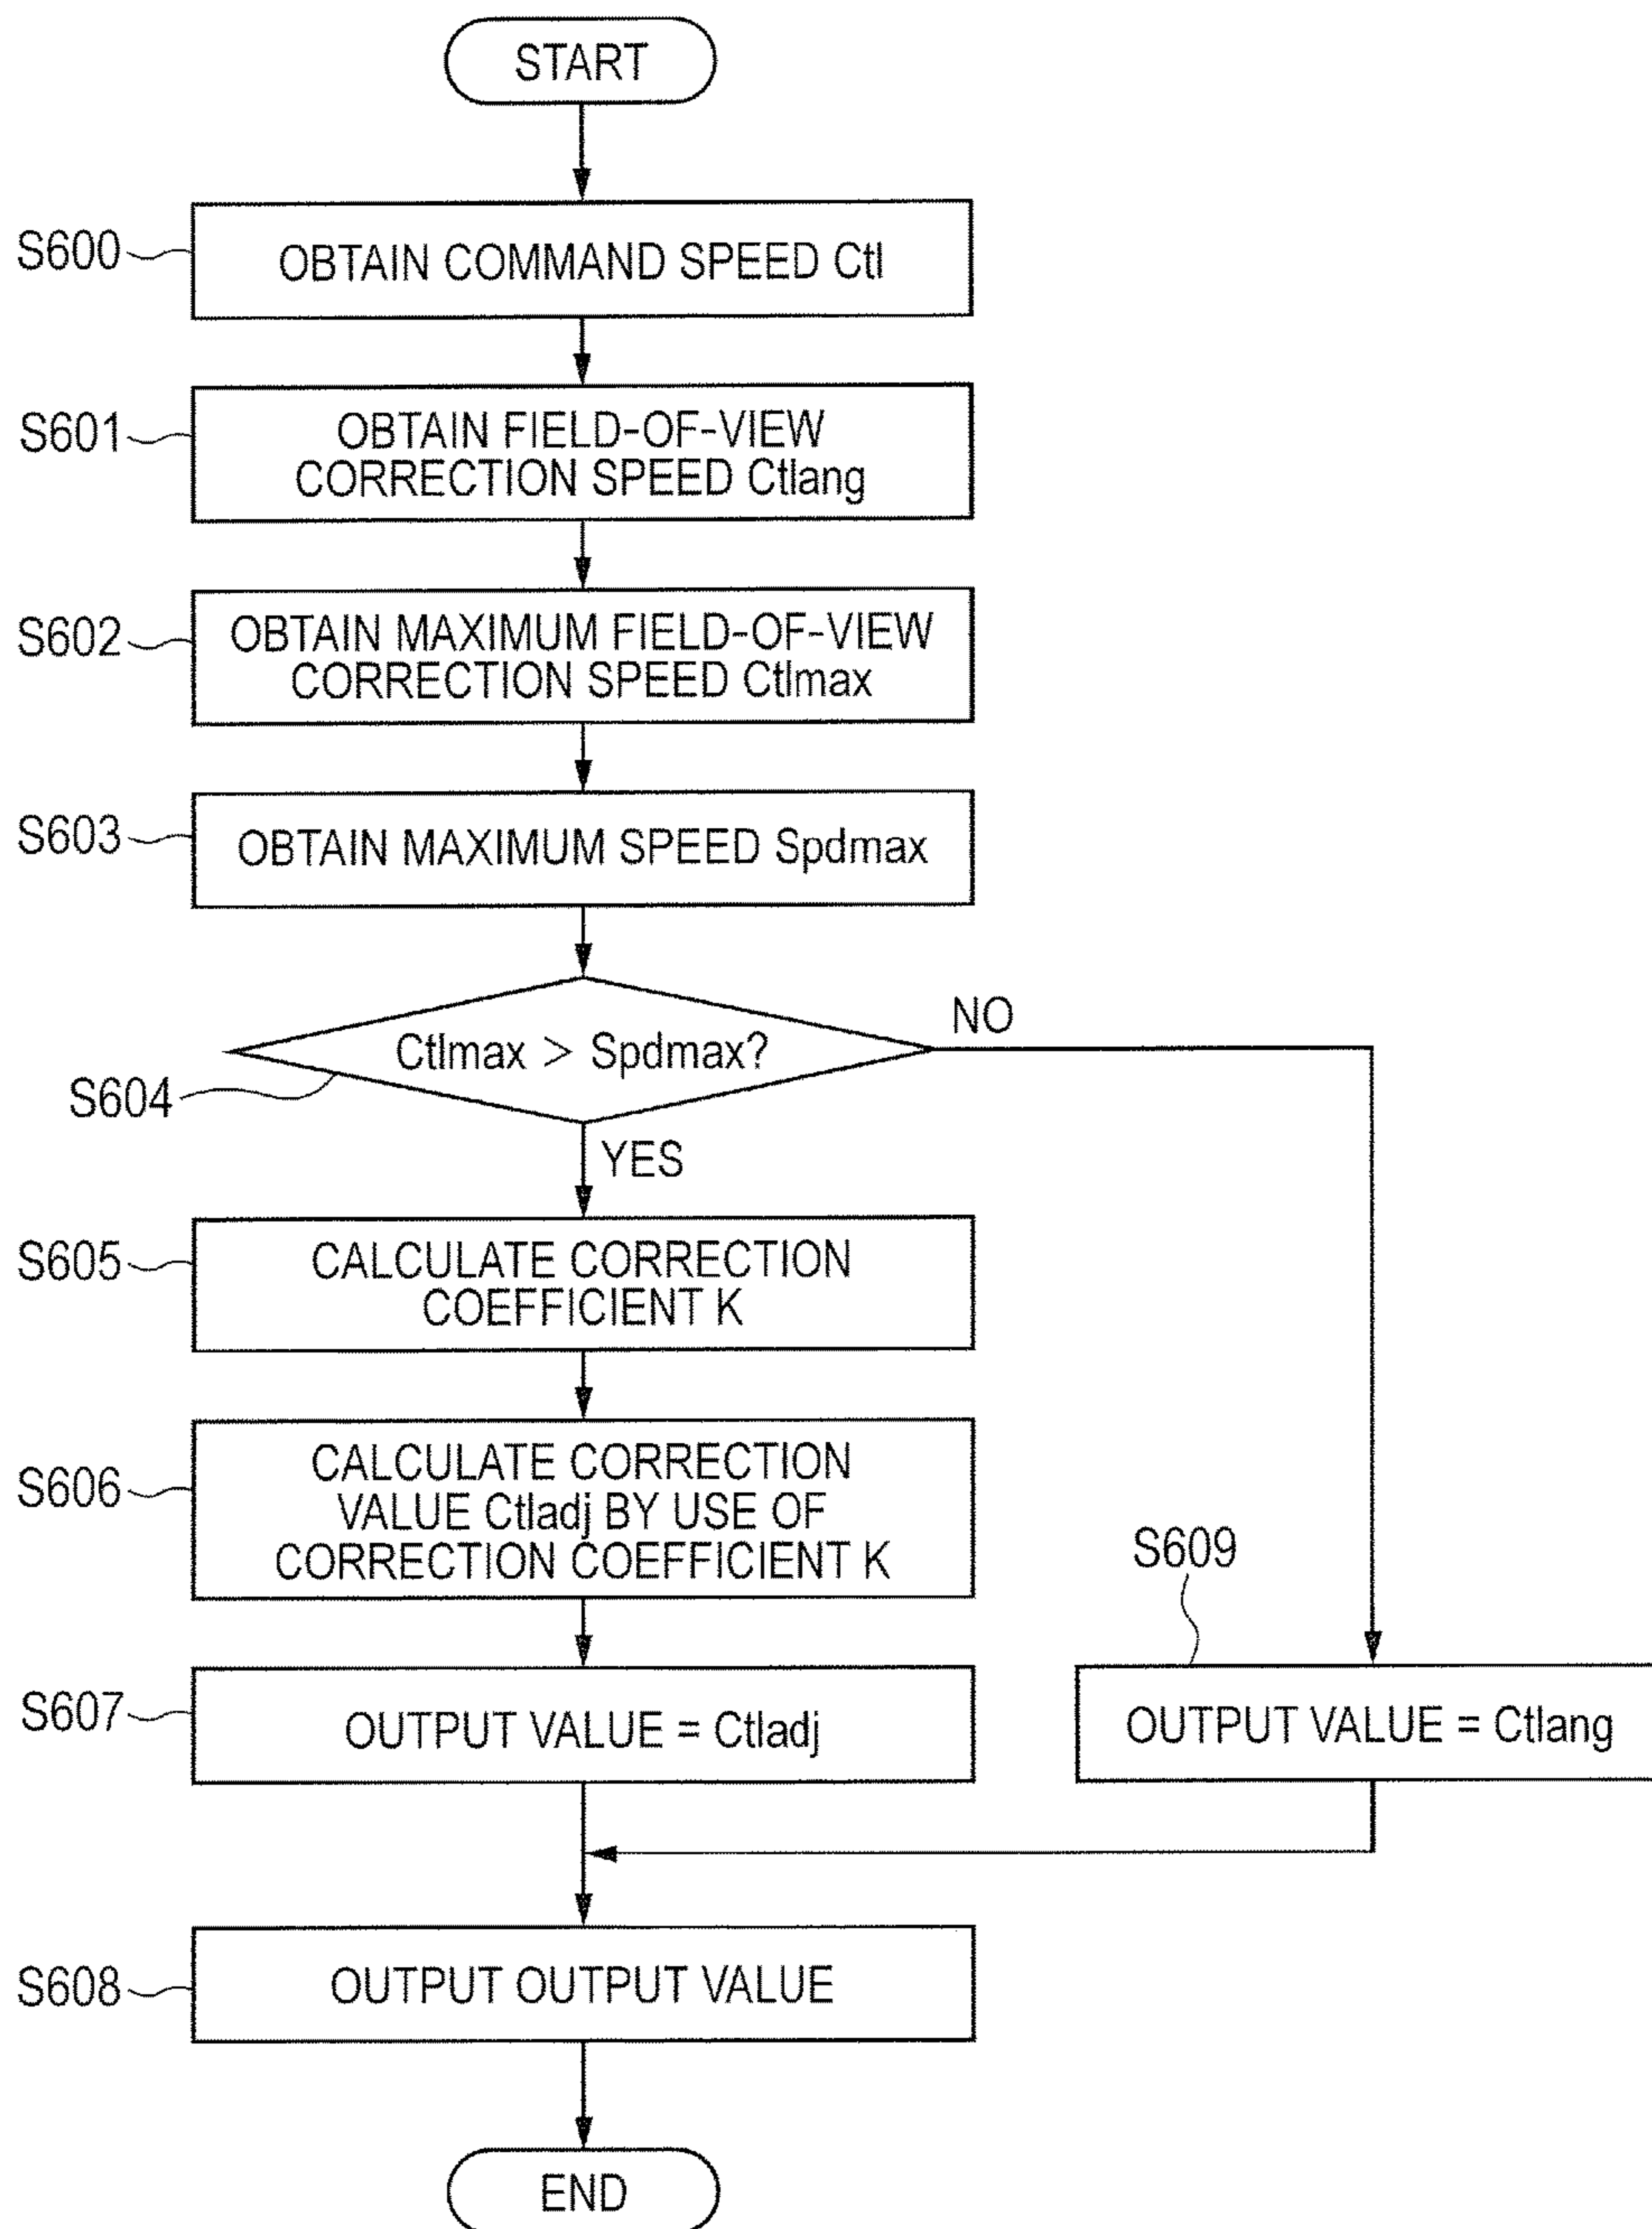 START
S600
OBTAIN COMMAND SPEED Ctl
S601
OBTAIN FIELD-OF-VIEW
CORRECTION SPEED Ctlang
S602
OBTAIN MAXIMUM FIELD-OF-VIEW
CORRECTION SPEED Ctlmax
S603
OBTAIN MAXIMUM SPEED Spdmax
S604
Ctlmax > Spdmax?
NO
YES
S605
CALCULATE CORRECTION
COEFFICIENT K
S606
CALCULATE CORRECTION
VALUE Ctladj BY USE OF
CORRECTION COEFFICIENT K
S607
OUTPUT VALUE = Ctladj
S609
OUTPUT VALUE = Ctlang
S608
OUTPUT OUTPUT VALUE
END